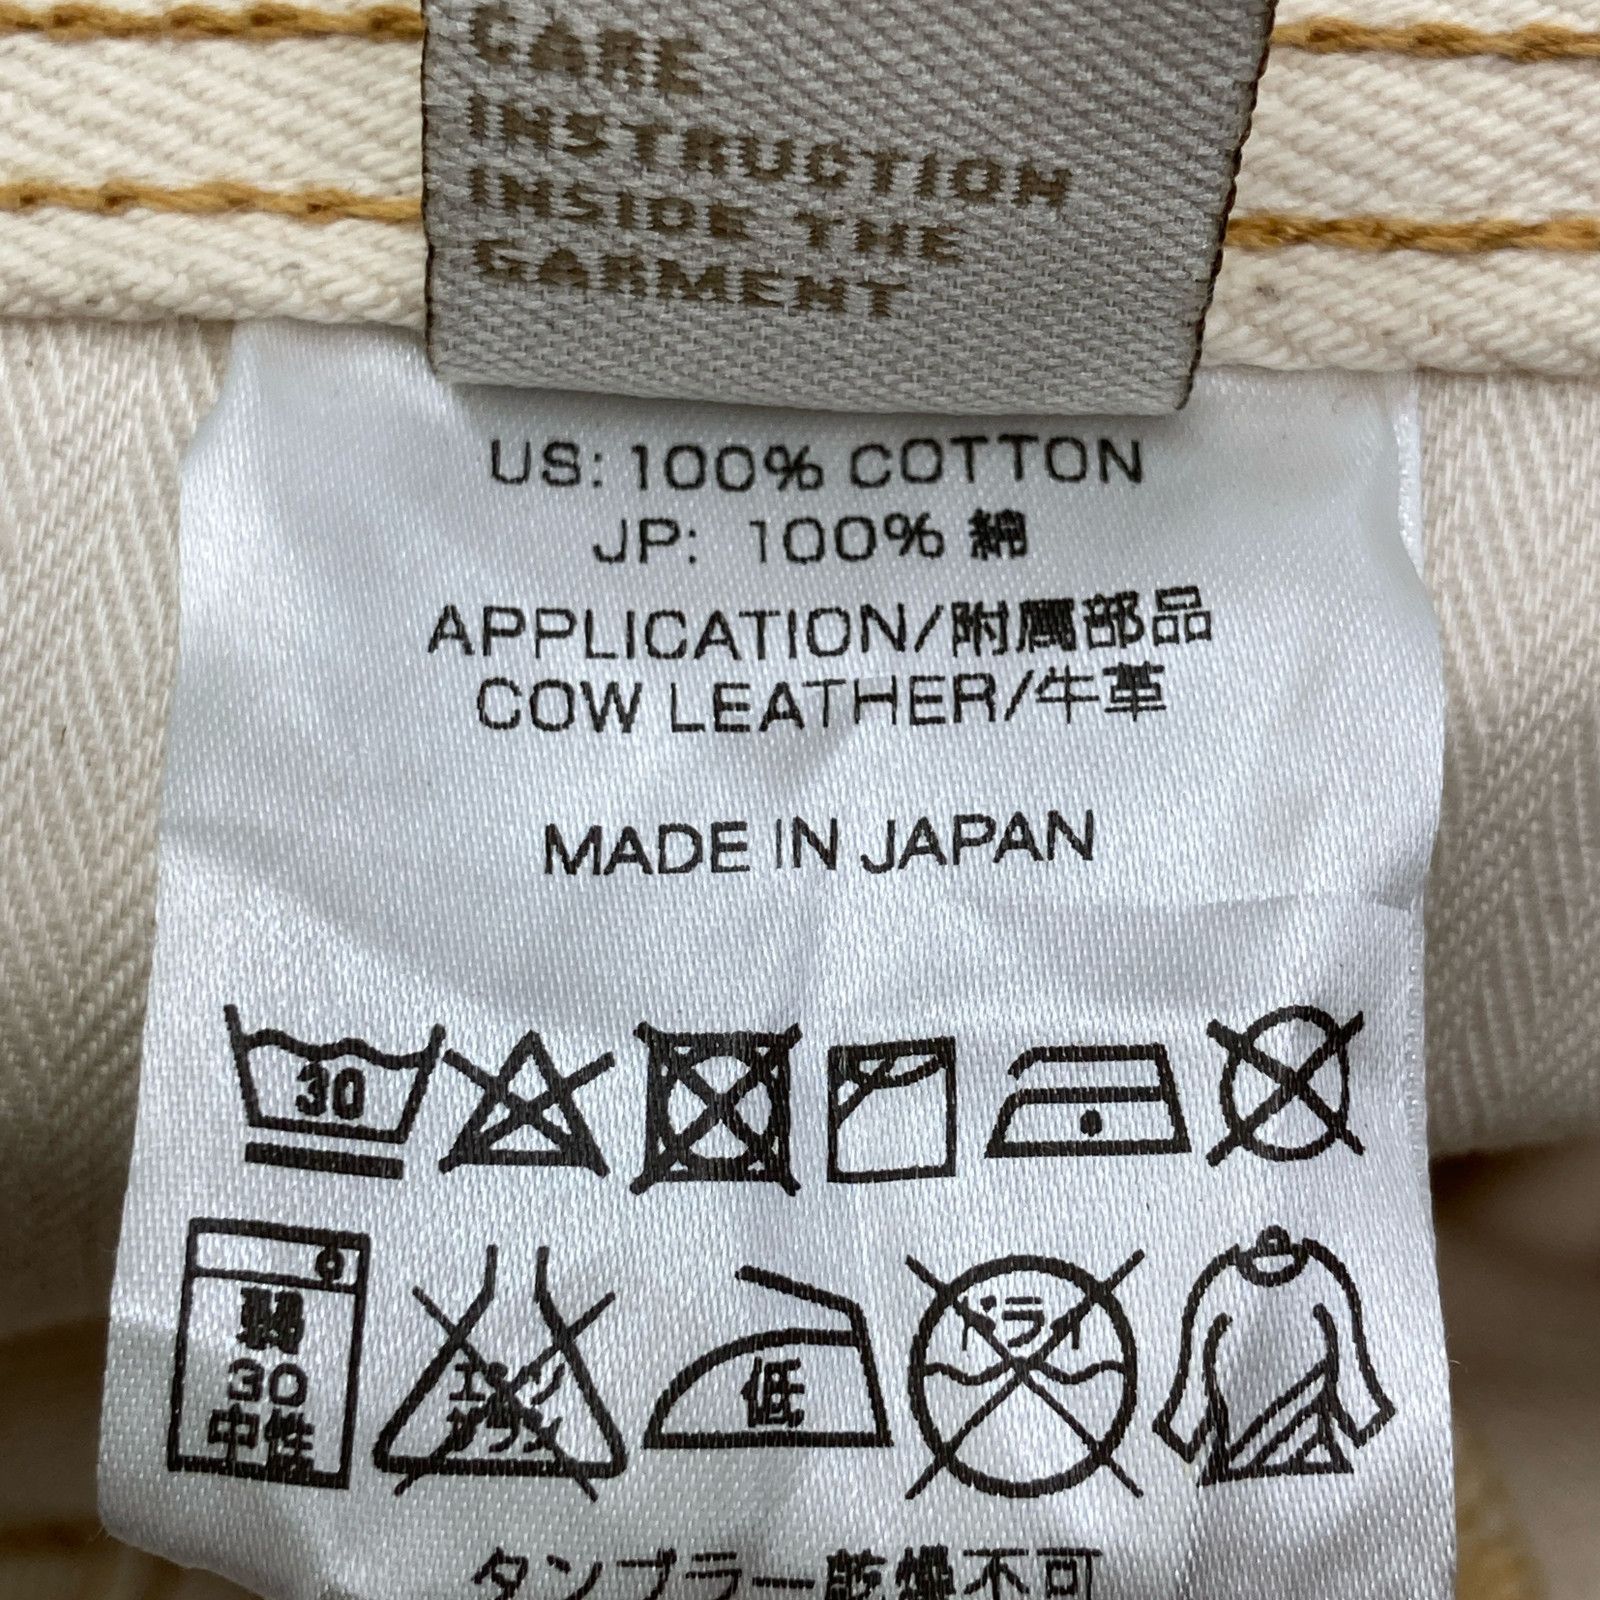 CARE
INSTRUCTION
INSIDE THE
GARMENT
US: 100% COTTON
JP: 100% 綿
APPLICATION/附属部品
COW LEATHER/牛革
MADE IN JAPAN
30
弱
30
中性
エンソ
サラシ
低
ドライ
タンブラー乾燥不可